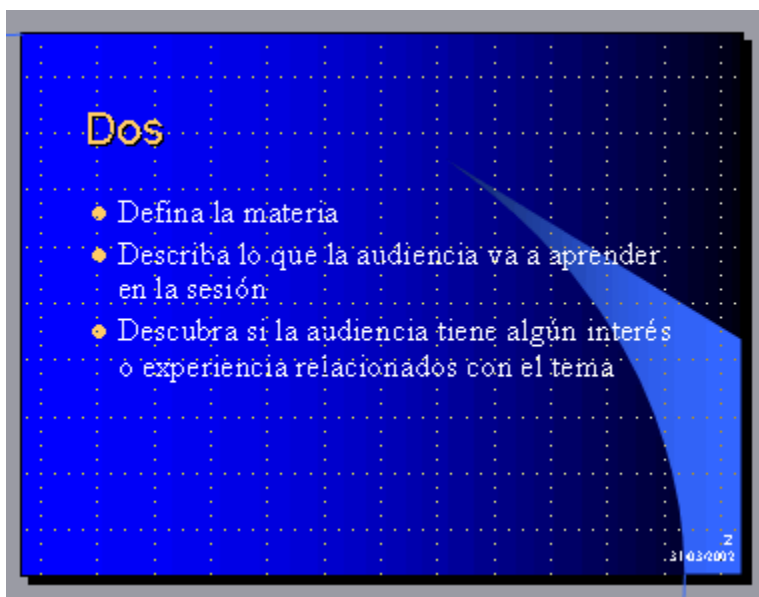 Dos
Defina la materia
Describa lo que la audiencia va a aprender
en la sesión
Descubra si la audiencia tiene algún interés
o experiencia relacionados con el tema
2
31/03/2002